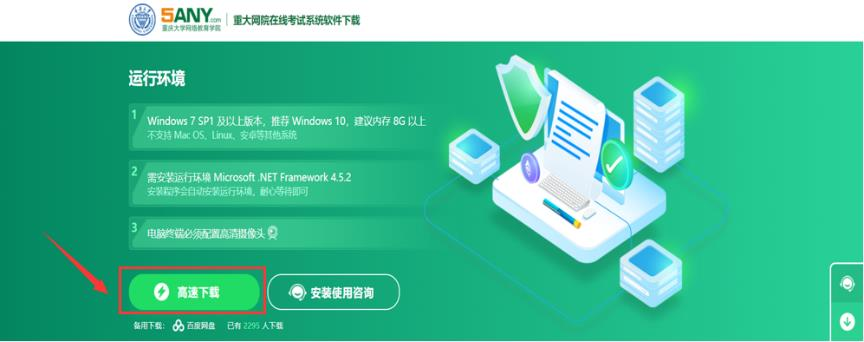 5ANY.com
重庆大学网络教育学院
重大网院在线考试系统软件下载
运行环境
1
Windows 7 SP1 及以上版本，推荐 Windows 10，建议内存 8G 以上
不支持 Mac OS、Linux、安卓等其他系统
2
需安装运行环境 Microsoft .NET Framework 4.5.2
安装程序会自动安装运行环境，耐心等待即可
3
电脑终端必须配置高清摄像头
高速下载
安装使用咨询
备用下载： 百度网盘 已有 2295 人下载